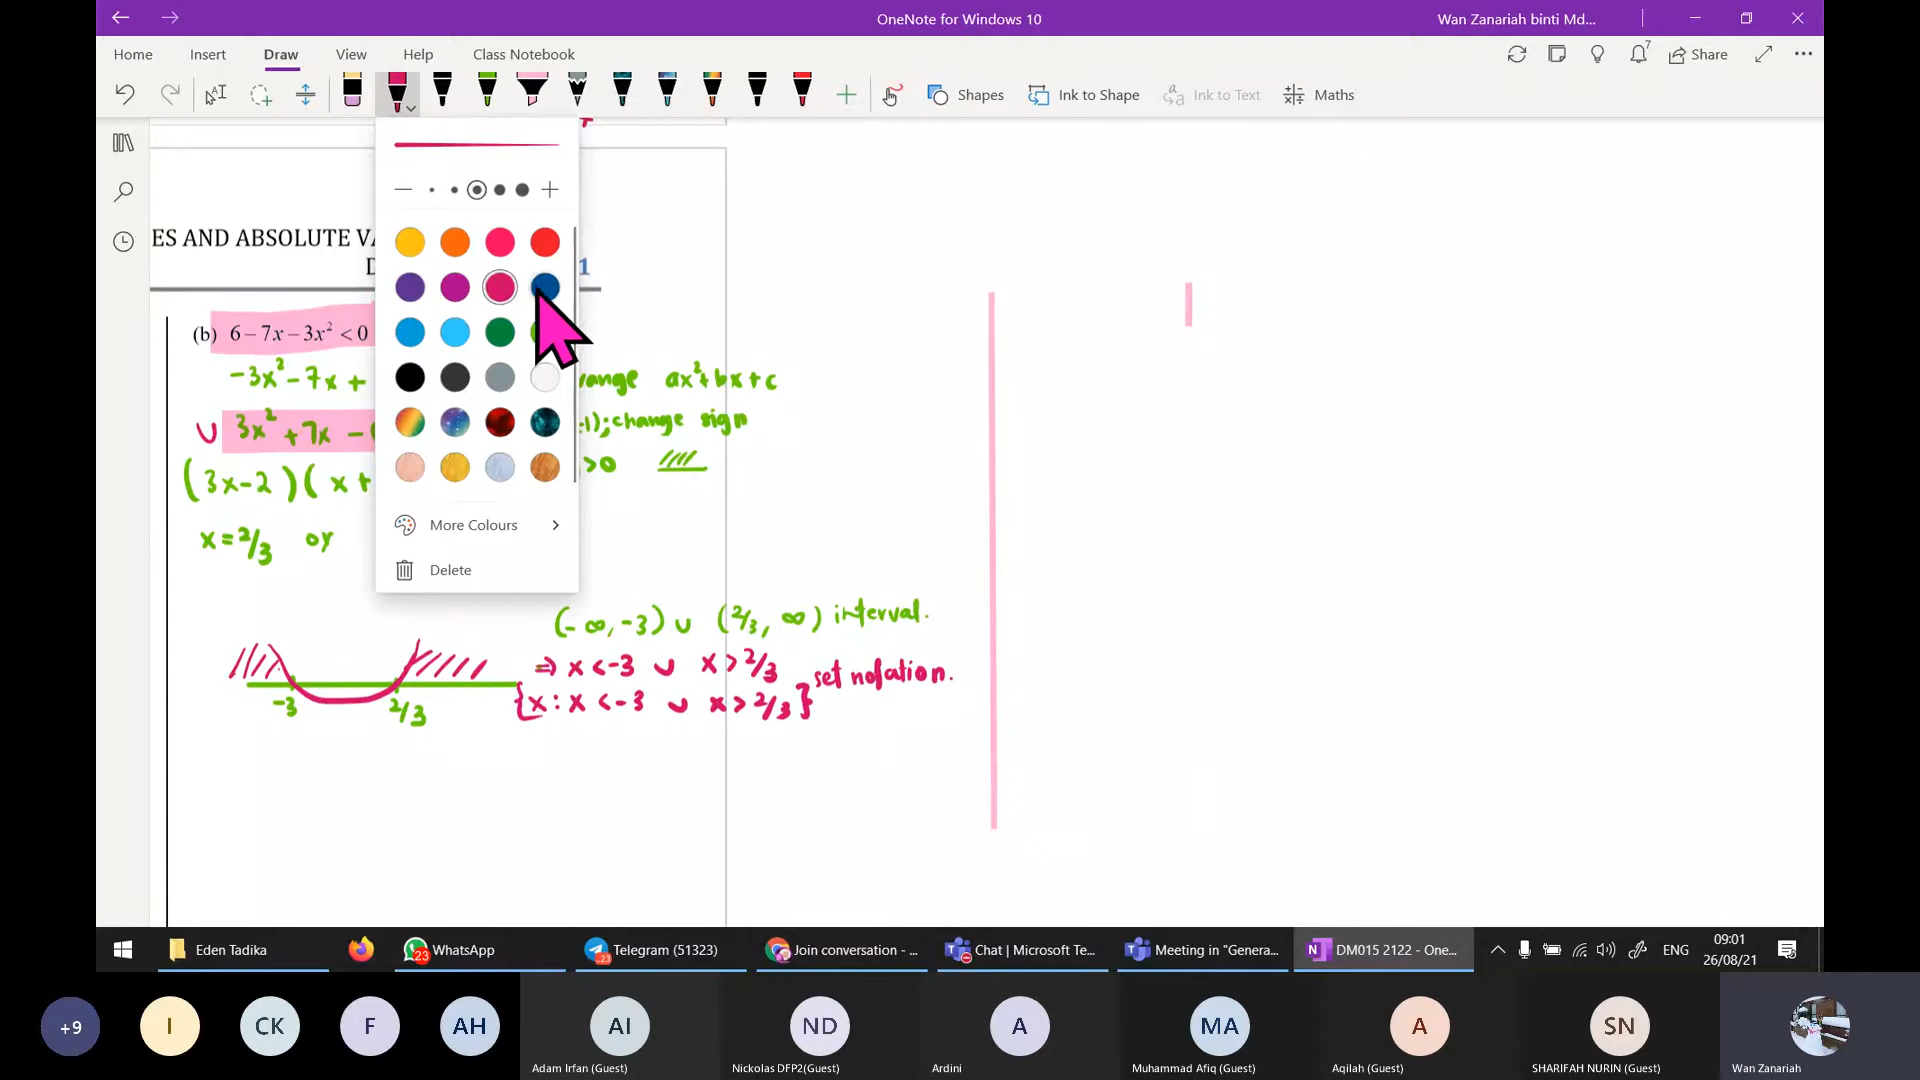 OneNote for Windows 10
Wan Zanariah binti Md...
Home Insert Draw View Help Class Notebook
7
Share
Shapes Ink to Shape Ink to Text Maths
ES AND ABSOLUTE VA
D
1
(b) 6 – 7x – 3x² < 0
-3x² - 7x +
ax² + bx + c
∪ 3x² + 7x -
;change sign
(3x-2)(x+
>0
x = 2/3 or
More Colours
Delete
(-∞, -3) ∪ (2/3, ∞) interval.
⇒ x < -3 ∪ x > 2/3
set notation.
{x : x < -3 ∪ x > 2/3}
-3 2/3
Eden Tadika
23
WhatsApp
23
Telegram (51323)
Join conversation - ...
Chat | Microsoft Te...
Meeting in "Genera...
DM015 2122 - One...
ENG
09:01
26/08/21
+9 I CK F AH AI ND A MA A SN
Adam Irfan (Guest) Nickolas DFP2(Guest) Ardini Muhammad Afiq (Guest) Aqilah (Guest) SHARIFAH NURIN (Guest) Wan Zanariah